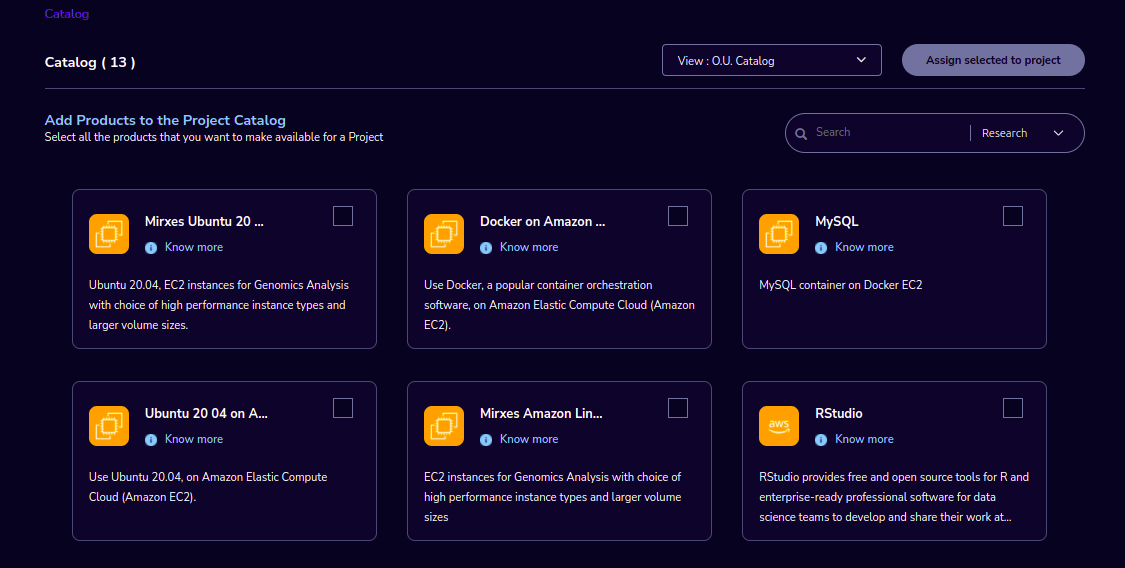 Catalog
Catalog ( 13 )
View : O.U. Catalog
Assign selected to project
Add Products to the Project Catalog
Select all the products that you want to make available for a Project
Search
Research
Mirxes Ubuntu 20 ...
Know more
Ubuntu 20.04, EC2 instances for Genomics Analysis
with choice of high performance instance types and
larger volume sizes.
Docker on Amazon ...
Know more
Use Docker, a popular container orchestration
software, on Amazon Elastic Compute Cloud (Amazon
EC2).
MySQL
Know more
MySQL container on Docker EC2
Ubuntu 20 04 on A...
Know more
Use Ubuntu 20.04, on Amazon Elastic Compute
Cloud (Amazon EC2).
Mirxes Amazon Lin...
Know more
EC2 instances for Genomics Analysis with choice of
high performance instance types and larger volume
sizes
aws
RStudio
Know more
RStudio provides free and open source tools for R and
enterprise-ready professional software for data
science teams to develop and share their work at...